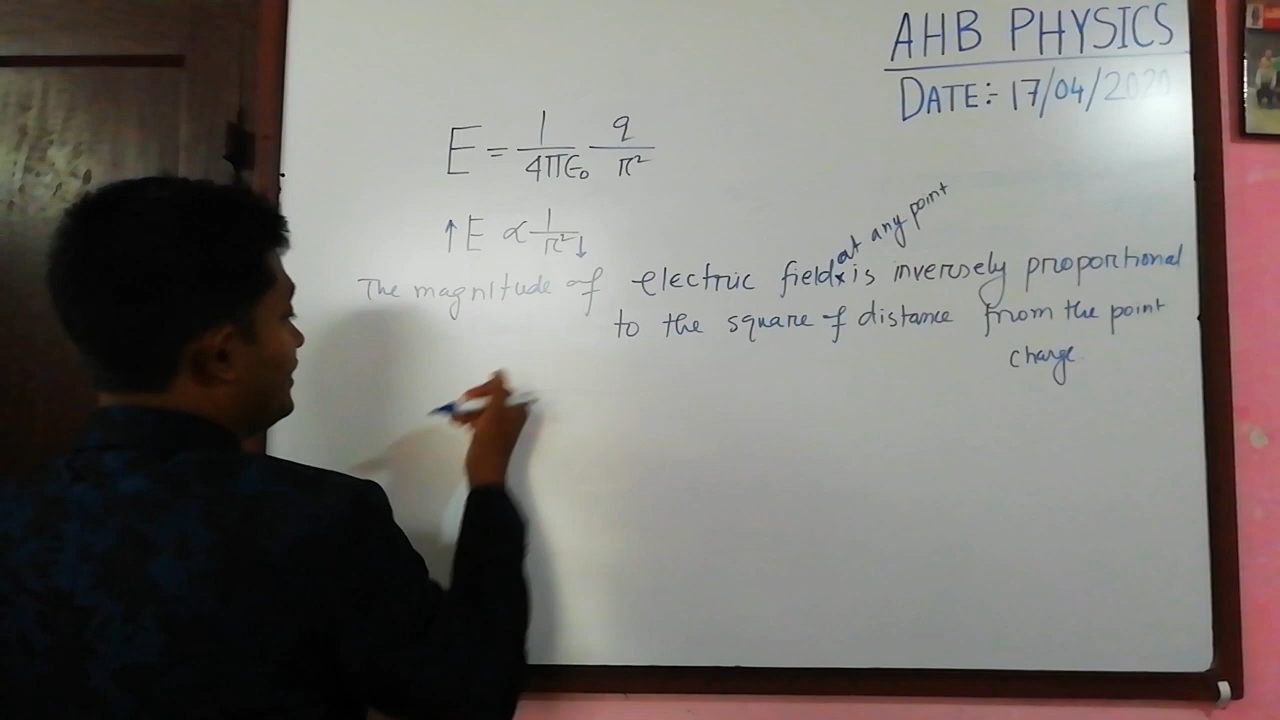 AHB PHYSICS
DATE:- 17/04/2020
E = 1/4πε₀ q/r²
↑E ∝ 1/r²↓
at any point
The magnitude of electric field x is inversely proportional
to the square of distance from the point
charge.